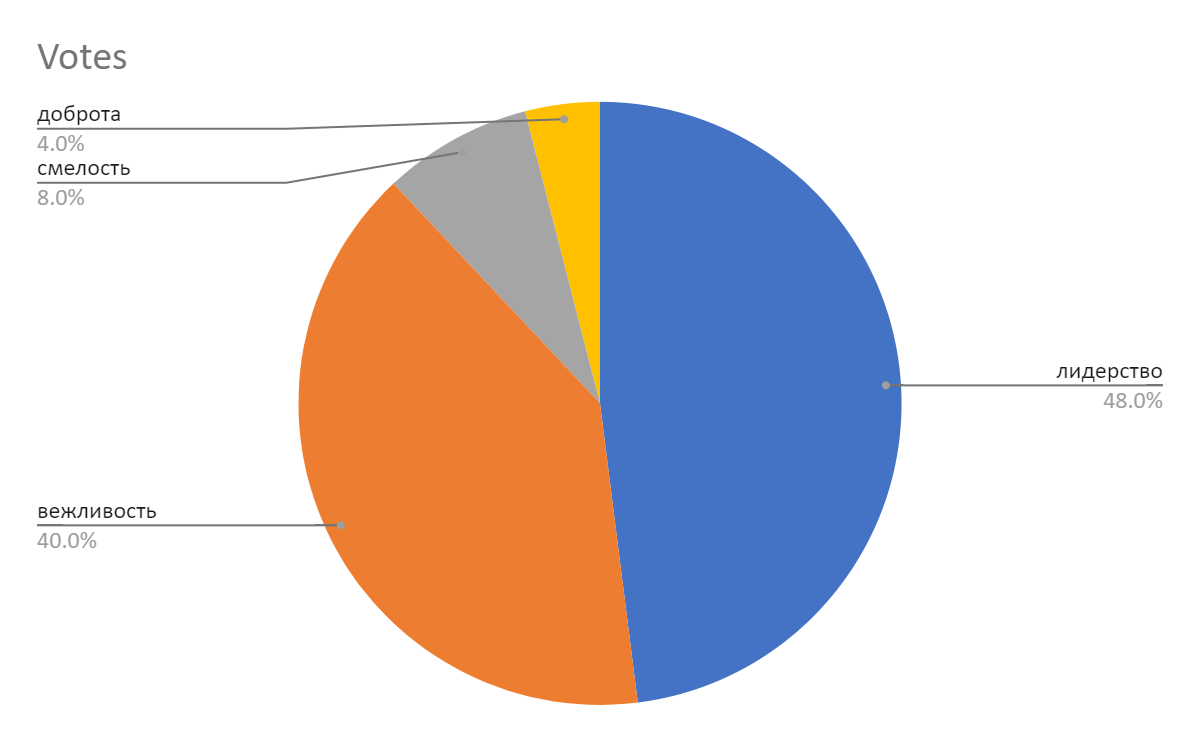 Votes
доброта
4.0%
смелость
8.0%
лидерство
48.0%
вежливость
40.0%